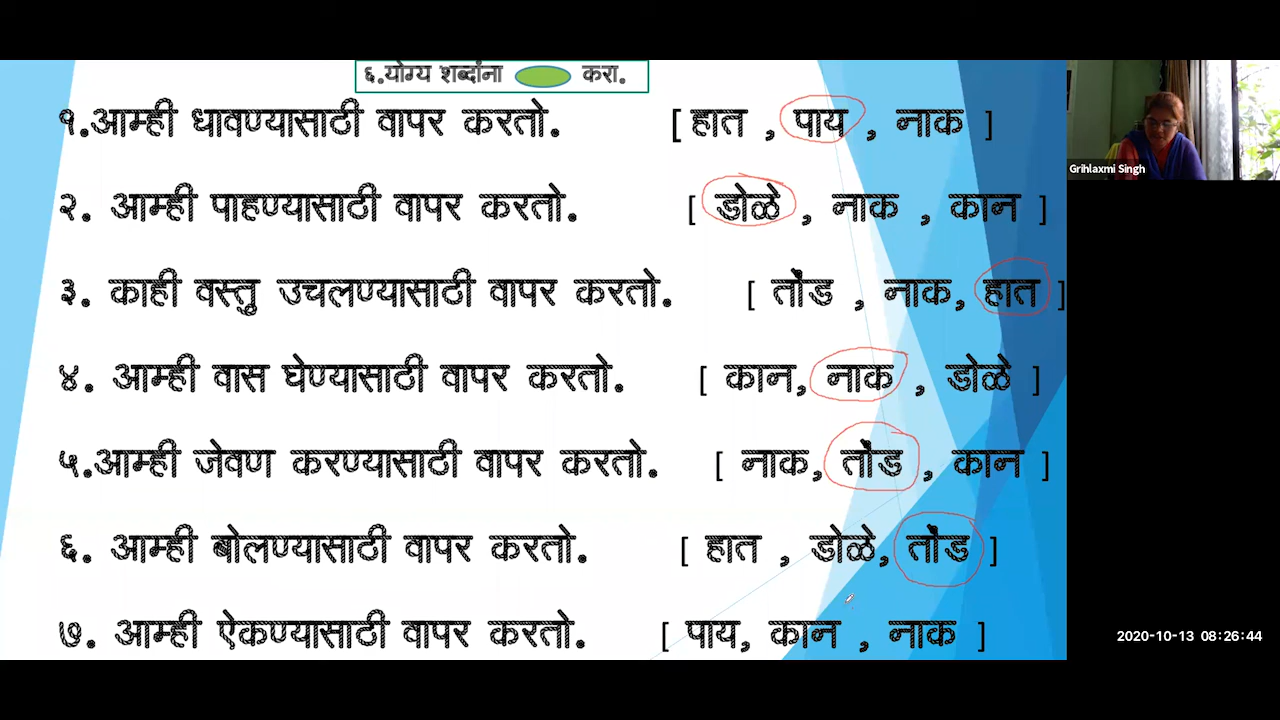 ६.योग्य शब्दांना करा.
१.आम्ही धावण्यासाठी वापर करतो. [ हात , पाय , नाक ]
Grihlaxmi Singh
२. आम्ही पाहण्यासाठी वापर करतो. [ डोळे , नाक , कान ]
३. काही वस्तु उचलण्यासाठी वापर करतो. [ तोंड , नाक, हात ]
४. आम्ही वास घेण्यासाठी वापर करतो. [ कान, नाक , डोळे ]
५.आम्ही जेवण करण्यासाठी वापर करतो. [ नाक, तोंड , कान ]
६. आम्ही बोलण्यासाठी वापर करतो. [ हात , डोळे, तोंड ]
७. आम्ही ऐकण्यासाठी वापर करतो. [ पाय, कान , नाक ]
2020-10-13 08:26:44